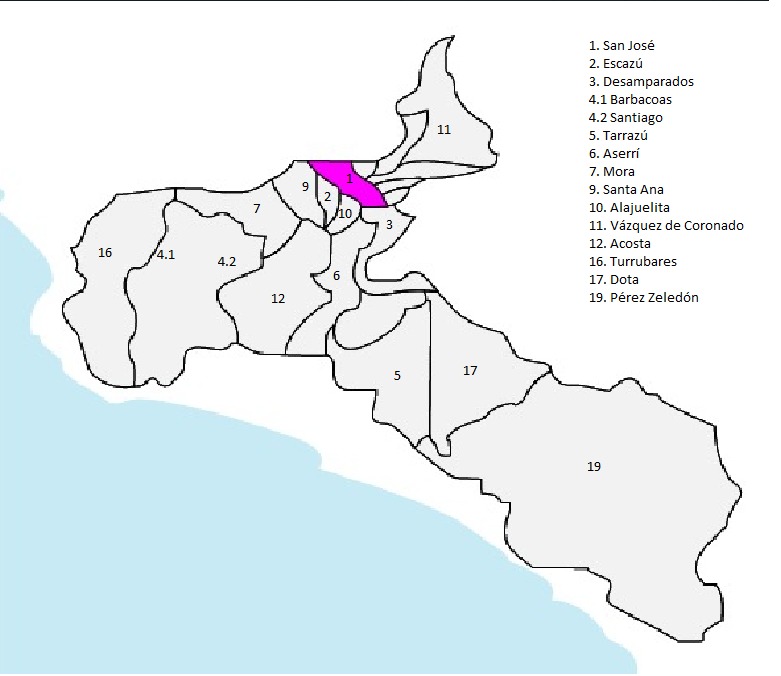 1. San José
2. Escazú
3. Desamparados
4.1 Barbacoas
4.2 Santiago
5. Tarrazú
6. Aserrí
7. Mora
9. Santa Ana
10. Alajuelita
11. Vázquez de Coronado
12. Acosta
16. Turrubares
17. Dota
19. Pérez Zeledón
11
1
9
2
7
10
3
16
4.1
4.2
6
12
5
17
19